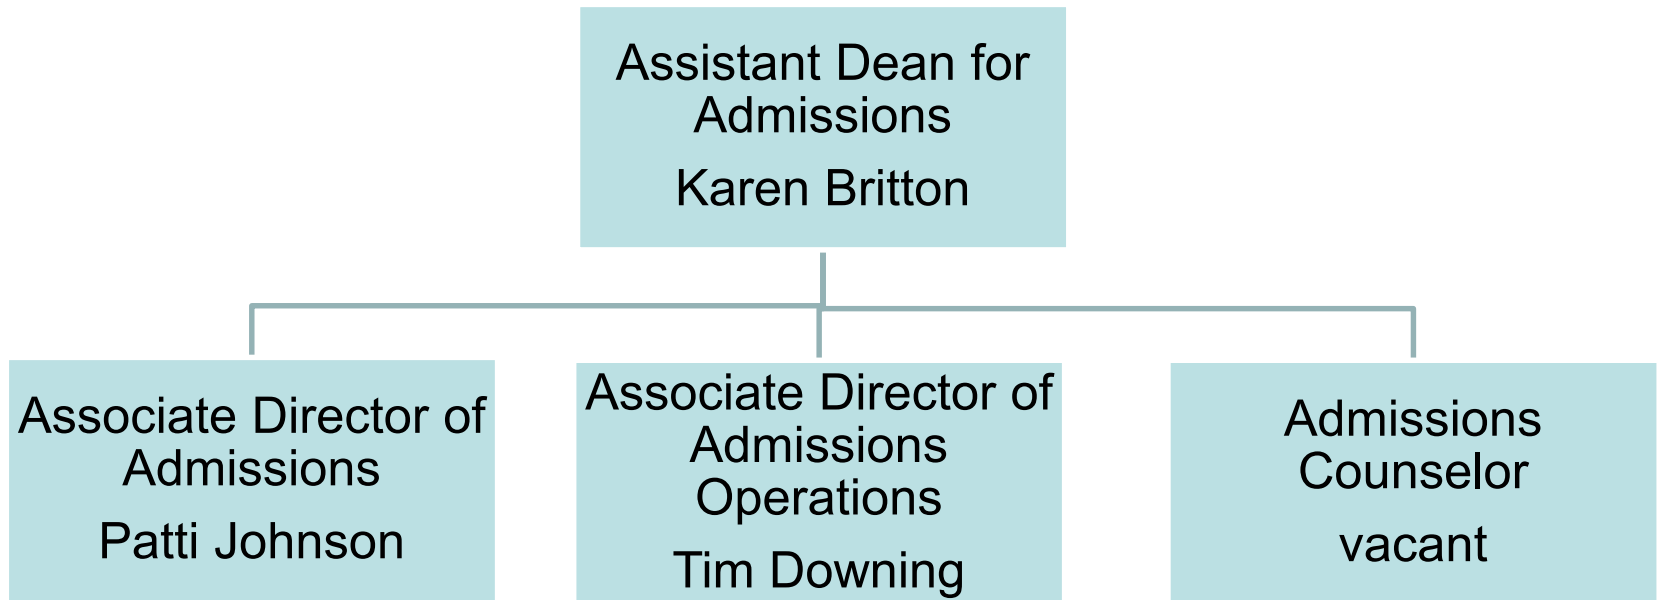 Assistant Dean for
Admissions
Karen Britton
Associate Director of
Admissions
Patti Johnson
Associate Director of
Admissions
Operations
Tim Downing
Admissions
Counselor
vacant